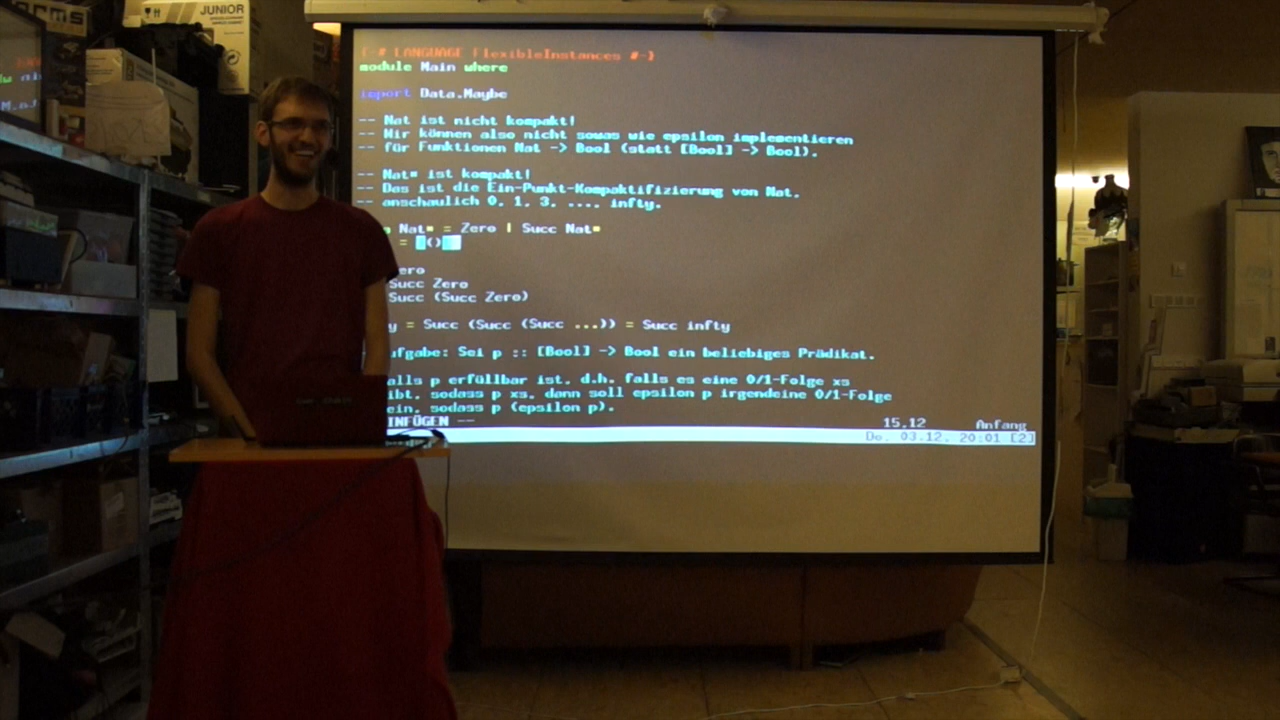 JUNIOR
{-# LANGUAGE FlexibleInstances #-}
module Main where
import Data.Maybe
-- Nat ist nicht kompakt!
-- Wir können also nicht sowas wie epsilon implementieren
-- für Funktionen Nat -> Bool (statt [Bool] -> Bool).
-- Nat∞ ist kompakt!
-- Das ist die Ein-Punkt-Kompaktifizierung von Nat,
-- anschaulich 0, 1, 3, ..., infty.
Nat∞ = Zero | Succ Nat∞
= [()]
ero
Succ Zero
Succ (Succ Zero)
y = Succ (Succ (Succ ...)) = Succ infty
ufgabe: Sei p :: [Bool] -> Bool ein beliebiges Prädikat.
alls p erfüllbar ist, d.h. falls es eine 0/1-Folge xs
ibt, sodass p xs, dann soll epsilon p irgendeine 0/1-Folge
ein, sodass p (epsilon p).
INFÜGEN -- 15,12 Anfang
Do, 03.12, 20:01 [2]